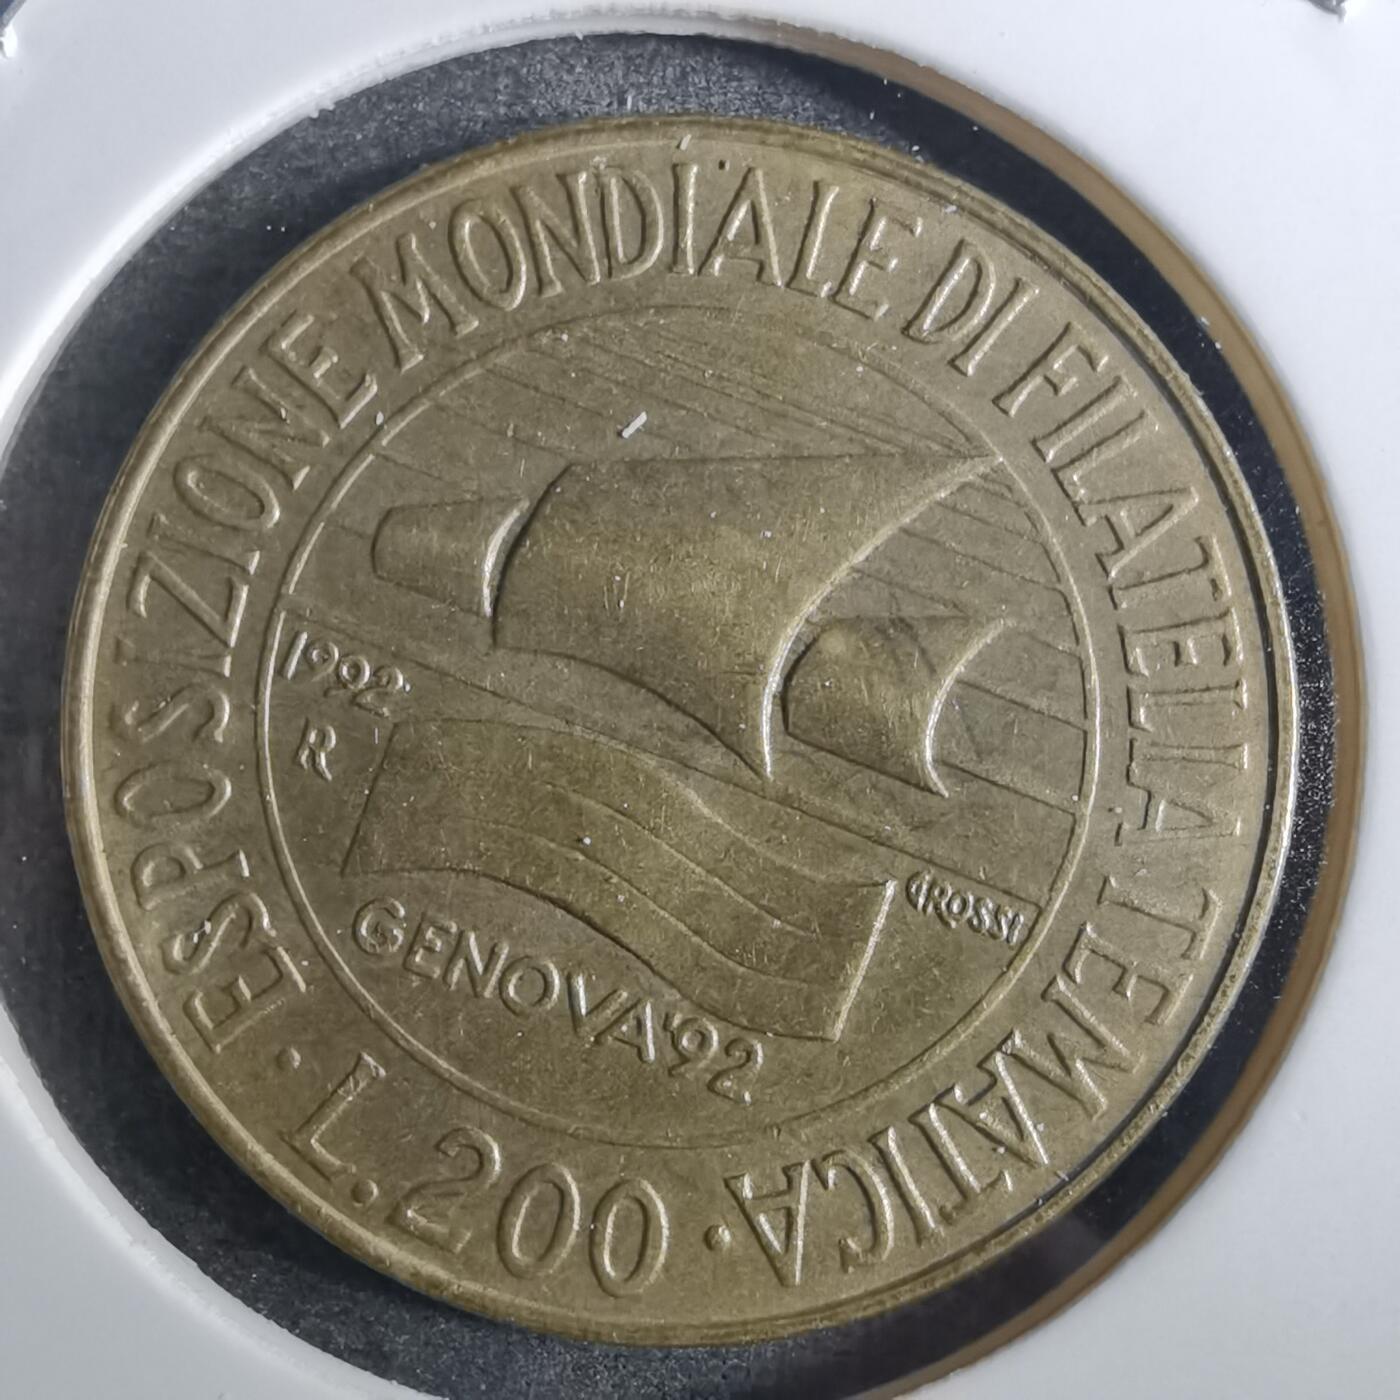 ESPOSIZIONE MONDIALE DI FILATELIA TEMATICA · L.200 ·
1992
R
GROSSI
GENOVA'92